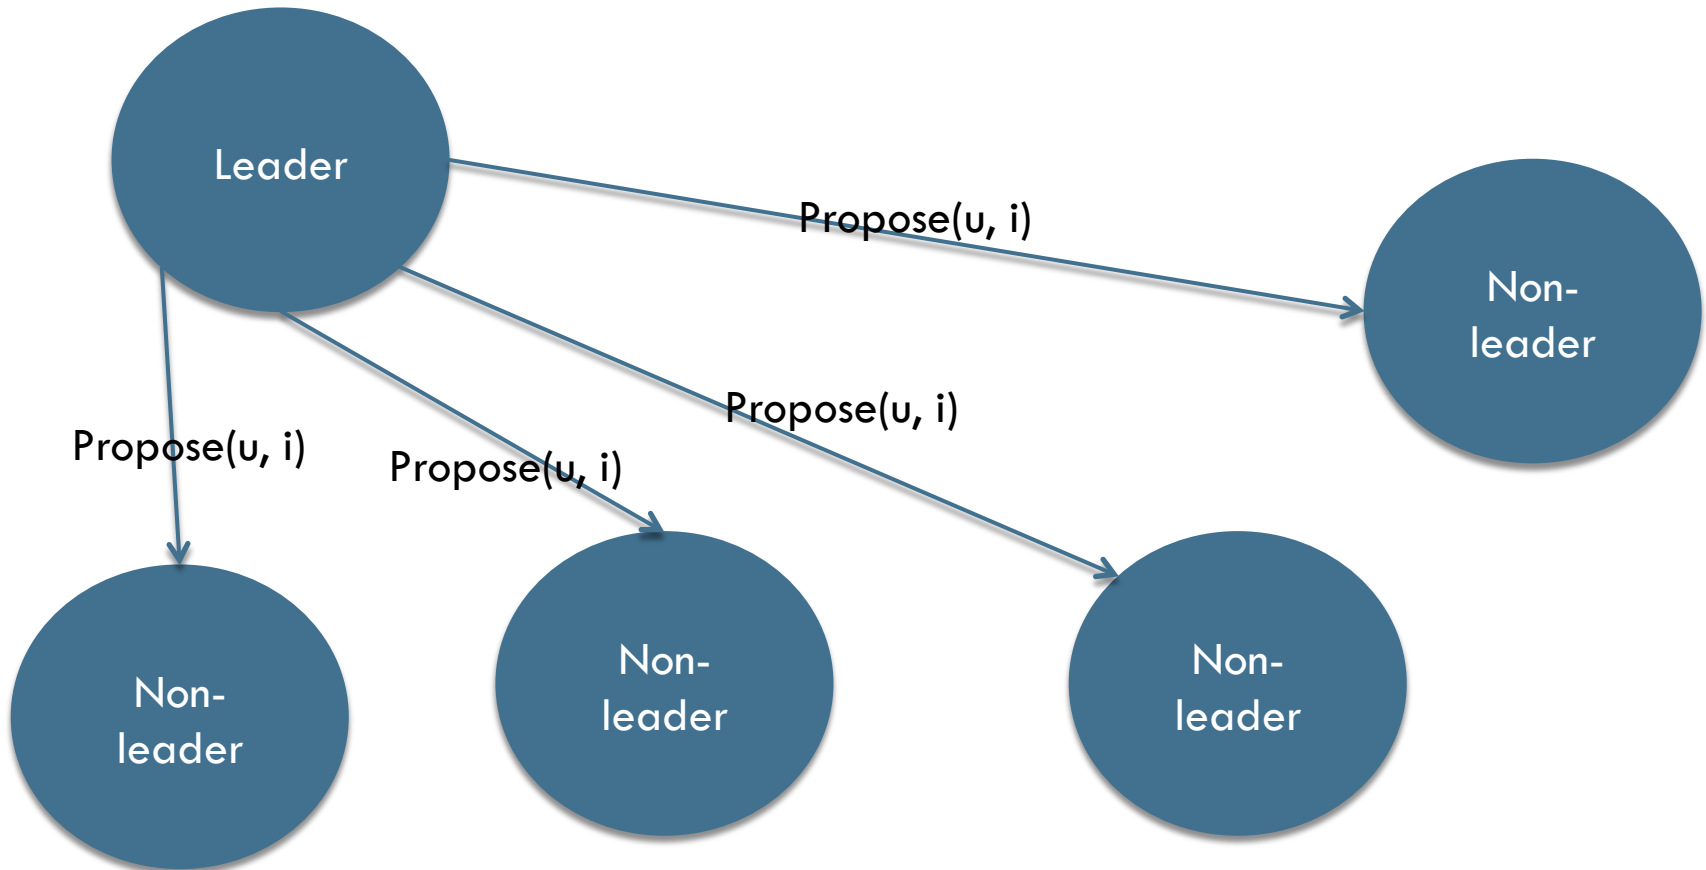 Leader
Propose(u, i)
Non-
leader
Propose(u, i)
Propose(u, i)
Propose(u, i)
Non-
leader
Non-
leader
Non-
leader